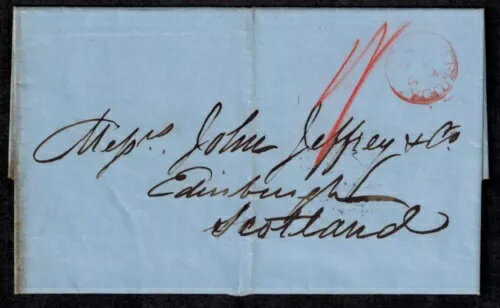 Messrs. John Jeffrey & Co
Edinburgh
Scotland